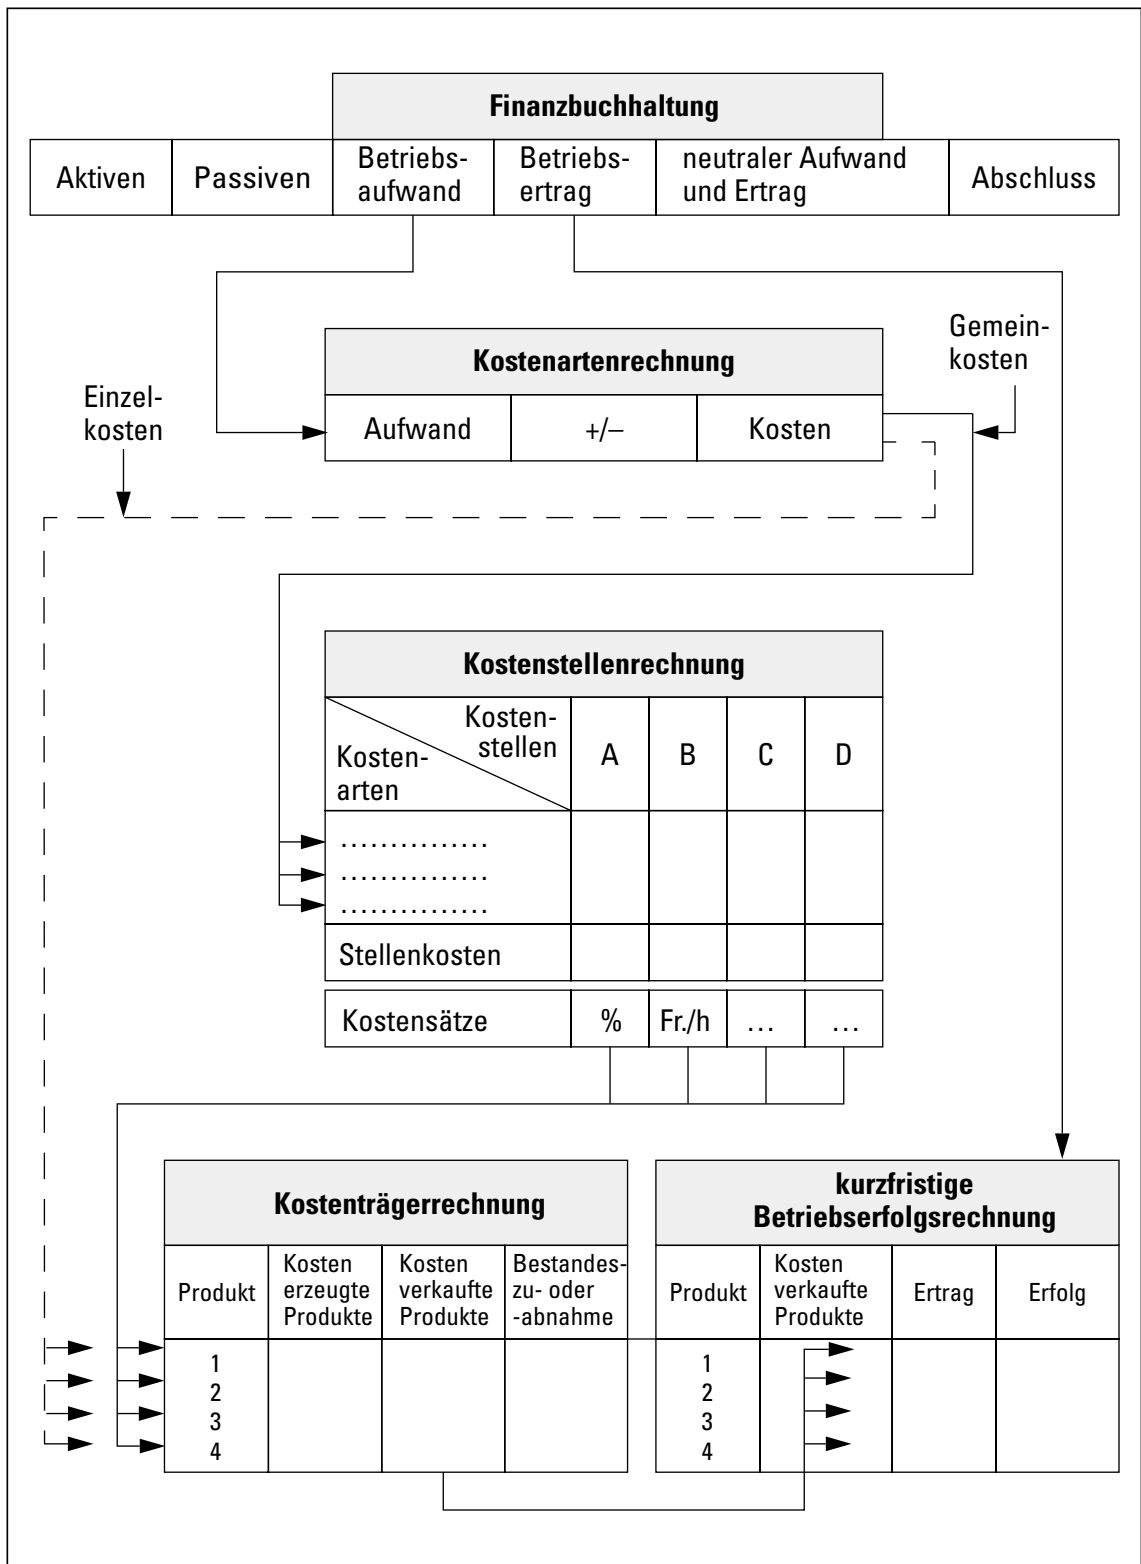 Finanzbuchhaltung
Aktiven
Passiven
Betriebs-
aufwand
Betriebs-
ertrag
neutraler Aufwand
und Ertrag
Abschluss
Gemein-
kosten
Kostenartenrechnung
Einzel-
kosten
Aufwand
+/–
Kosten
Kostenstellenrechnung
Kosten-
stellen
Kosten-
arten
A
B
C
D
...............
...............
...............
Stellenkosten
Kostensätze
%
Fr./h
...
...
Kostenträgerrechnung
Produkt
Kosten
erzeugte
Produkte
Kosten
verkaufte
Produkte
Bestandes-
zu- oder
-abnahme
1
2
3
4
kurzfristige
Betriebserfolgsrechnung
Produkt
Kosten
verkaufte
Produkte
Ertrag
Erfolg
1
2
3
4